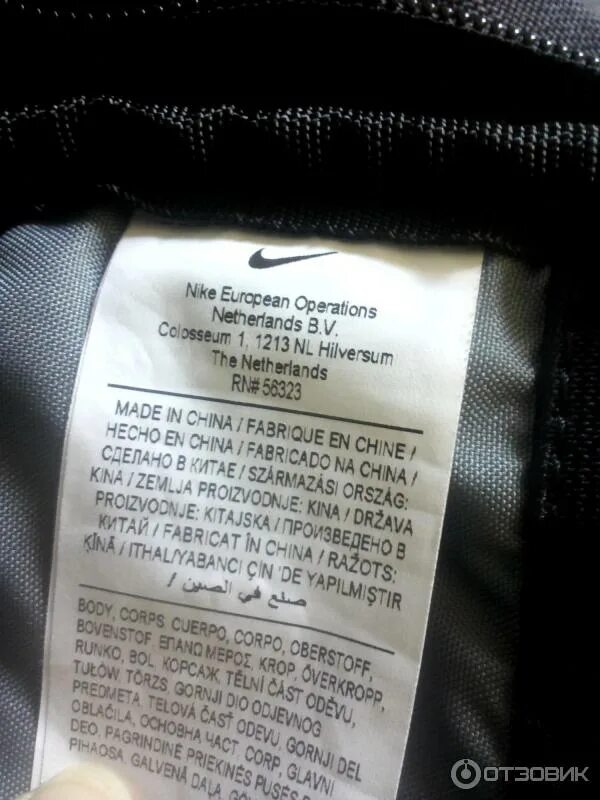 Nike European Operations
Netherlands B.V.
Colosseum 1, 1213 NL Hilversum
The Netherlands
RN# 56323
MADE IN CHINA / FABRIQUE EN CHINE /
HECHO EN CHINA / FABRICADO NA CHINA /
СДЕЛАНО В КИТАЕ / SZÁRMAZÁSI ORSZÁG:
KINA / ZEMLJA PROIZVODNJE: KINA / DRŽAVA
PROIZVODNJE: KITAJSKA / ПРОИЗВЕДЕНО В
КИТАЙ / FABRICAT ÎN CHINA / RAŽOTS:
ĶĪNĀ / ITHAL/YABANCI ÇİN 'DE YAPILMIŞTIR
صنع في الصين /
BODY, CORPS, CUERPO, CORPO, OBERSTOFF,
BOVENSTOF, ΕΠΑΝΩ ΜΕΡΟΣ, KROP, ÖVERKROPP,
RUNKO, BOL, КОРСАЖ, TĚLNÍ ČÁST ODĚVU,
TUŁÓW, TÖRZS, GORNJI DIO ODJEVNOG
PREDMETA, TELOVÁ ČASŤ ODEVU, GORNJI DEL
OBLAČILA, ОСНОВНА ЧАСТ, CORP, GLAVNI
DEO, PAGRINDINĖ PRIEKINĖS PUSĖS
PIHAOSA, GALVENĀ DAĻA,
ОТЗОВИК